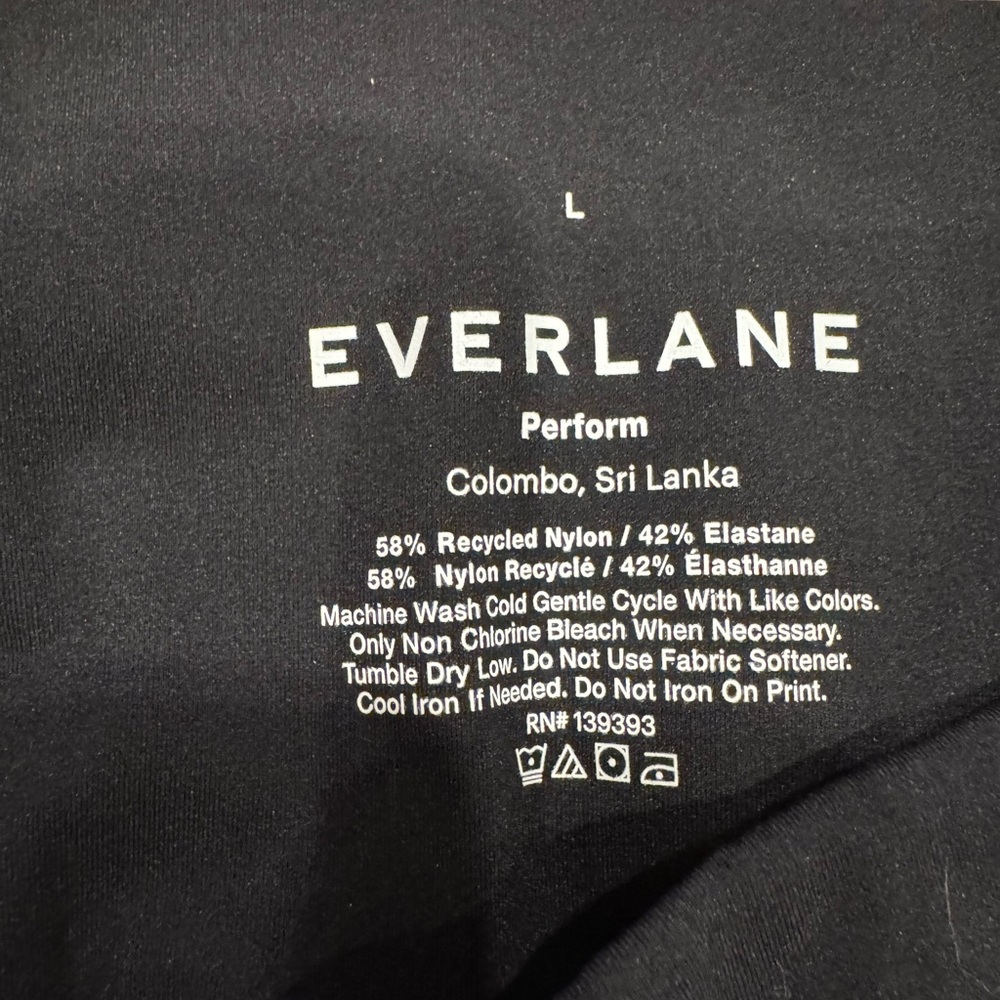 L
EVERLANE
Perform
Colombo, Sri Lanka
58% Recycled Nylon / 42% Elastane
58% Nylon Recyclé / 42% Élasthanne
Machine Wash Cold Gentle Cycle With Like Colors.
Only Non Chlorine Bleach When Necessary.
Tumble Dry Low. Do Not Use Fabric Softener.
Cool Iron If Needed. Do Not Iron On Print.
RN# 139393